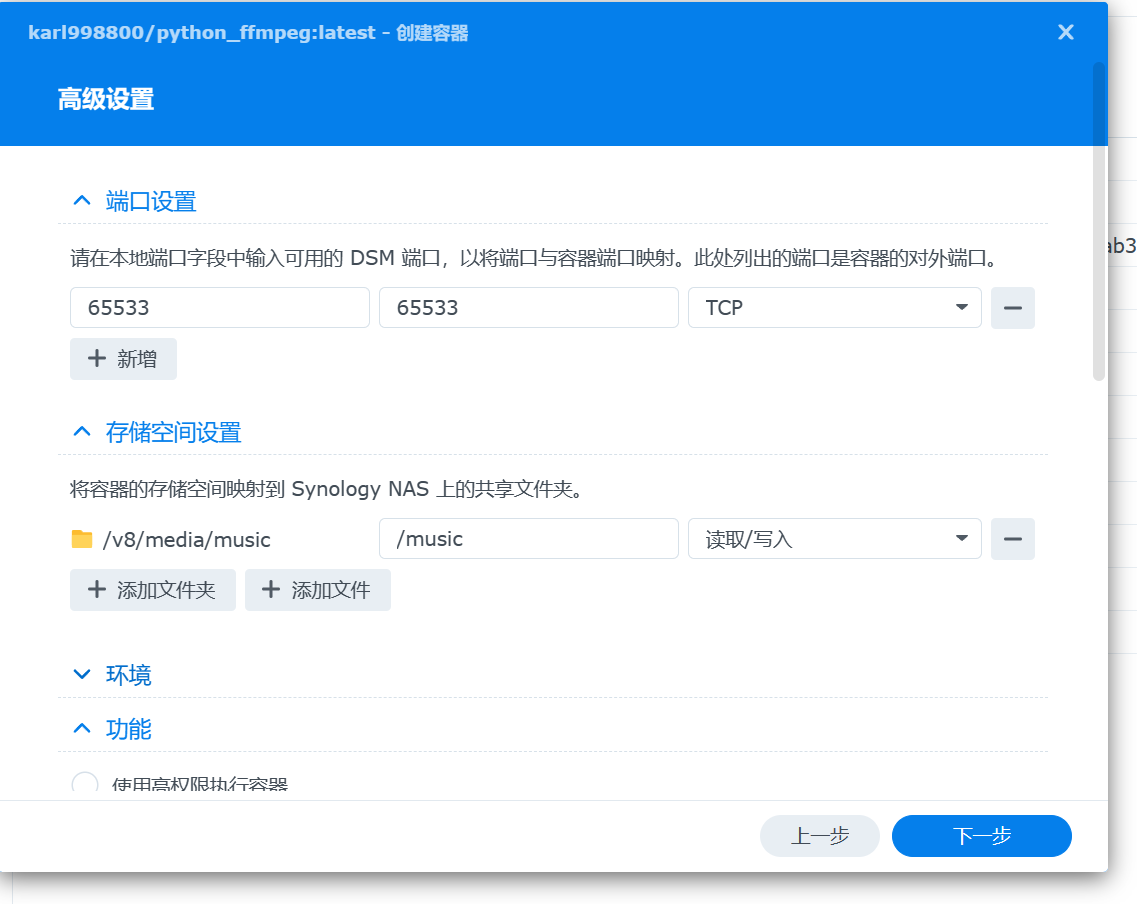 karl998800/python_ffmpeg:latest - 创建容器
高级设置
端口设置
请在本地端口字段中输入可用的 DSM 端口，以将端口与容器端口映射。此处列出的端口是容器的对外端口。
65533 65533 TCP
新增
存储空间设置
将容器的存储空间映射到 Synology NAS 上的共享文件夹。
/v8/media/music /music 读取/写入
添加文件夹 添加文件
环境
功能
使用高权限执行容器
上一步 下一步
ab3